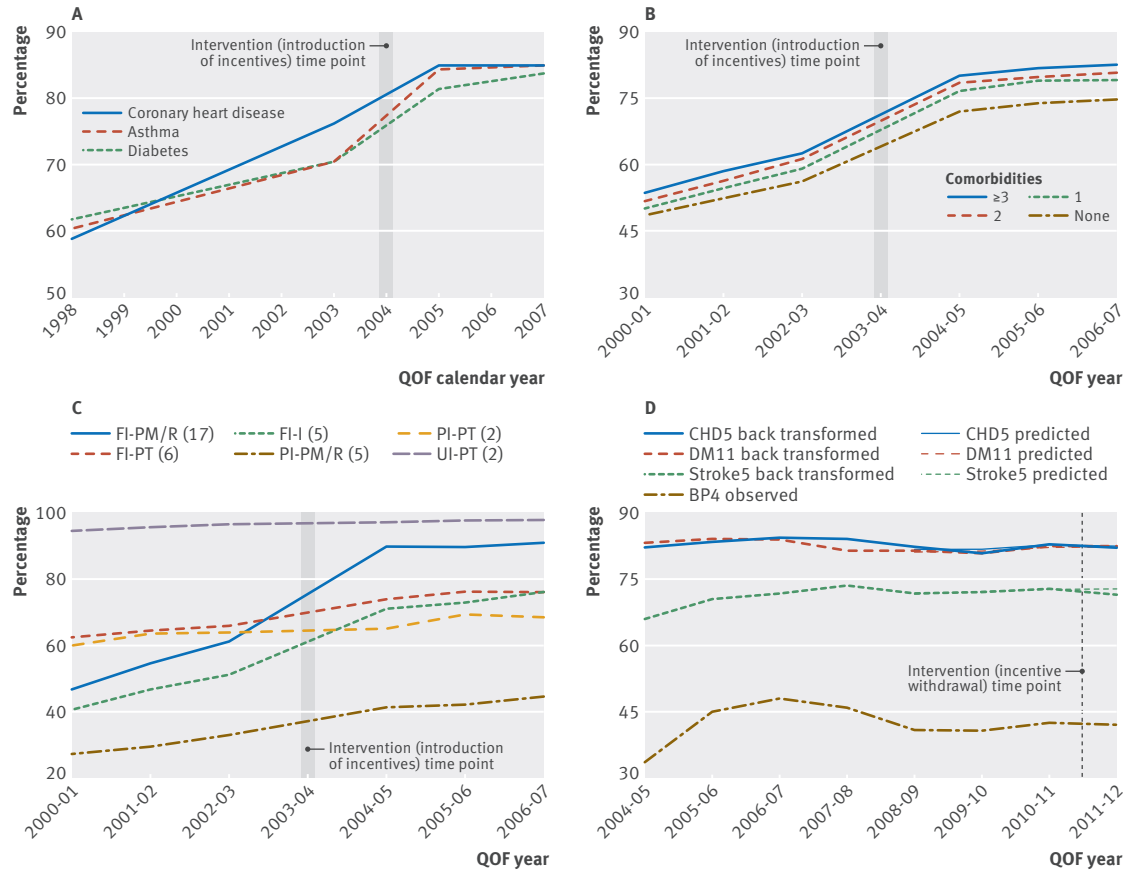 A
Percentage
90
80
70
60
50
Intervention (introduction
of incentives) time point
Coronary heart disease
Asthma
Diabetes
1998
1999
2000
2001
2002
2003
2004
2005
2006
2007
QOF calendar year
B
Percentage
90
75
60
45
30
Intervention (introduction
of incentives) time point
Comorbidities
≥3
1
2
None
2000-01
2001-02
2002-03
2003-04
2004-05
2005-06
2006-07
QOF year
C
FI-PM/R (17)
FI-I (5)
PI-PT (2)
FI-PT (6)
PI-PM/R (5)
UI-PT (2)
Percentage
100
80
60
40
20
Intervention (introduction
of incentives) time point
2000-01
2001-02
2002-03
2003-04
2004-05
2005-06
2006-07
QOF year
D
CHD5 back transformed
CHD5 predicted
DM11 back transformed
DM11 predicted
Stroke5 back transformed
Stroke5 predicted
BP4 observed
Percentage
90
75
60
45
30
Intervention (incentive
withdrawal) time point
2004-05
2005-06
2006-07
2007-08
2008-09
2009-10
2010-11
2011-12
QOF year